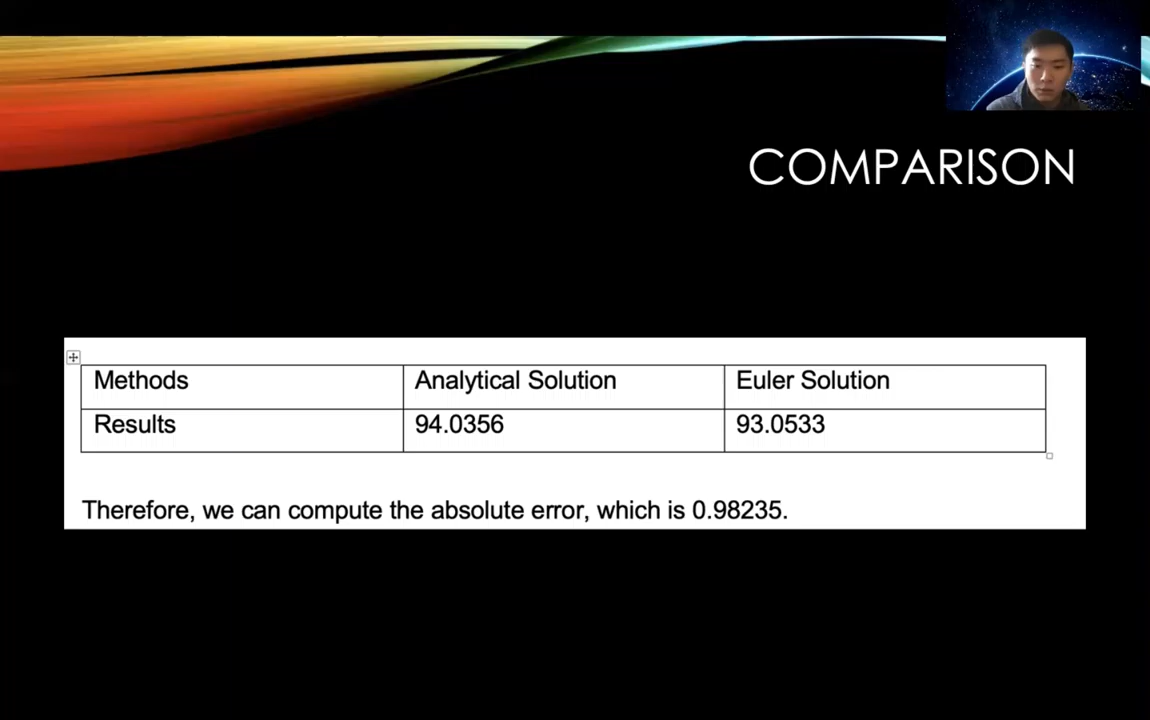 COMPARISON
Methods Analytical Solution Euler Solution
Results 94.0356 93.0533
Therefore, we can compute the absolute error, which is 0.98235.